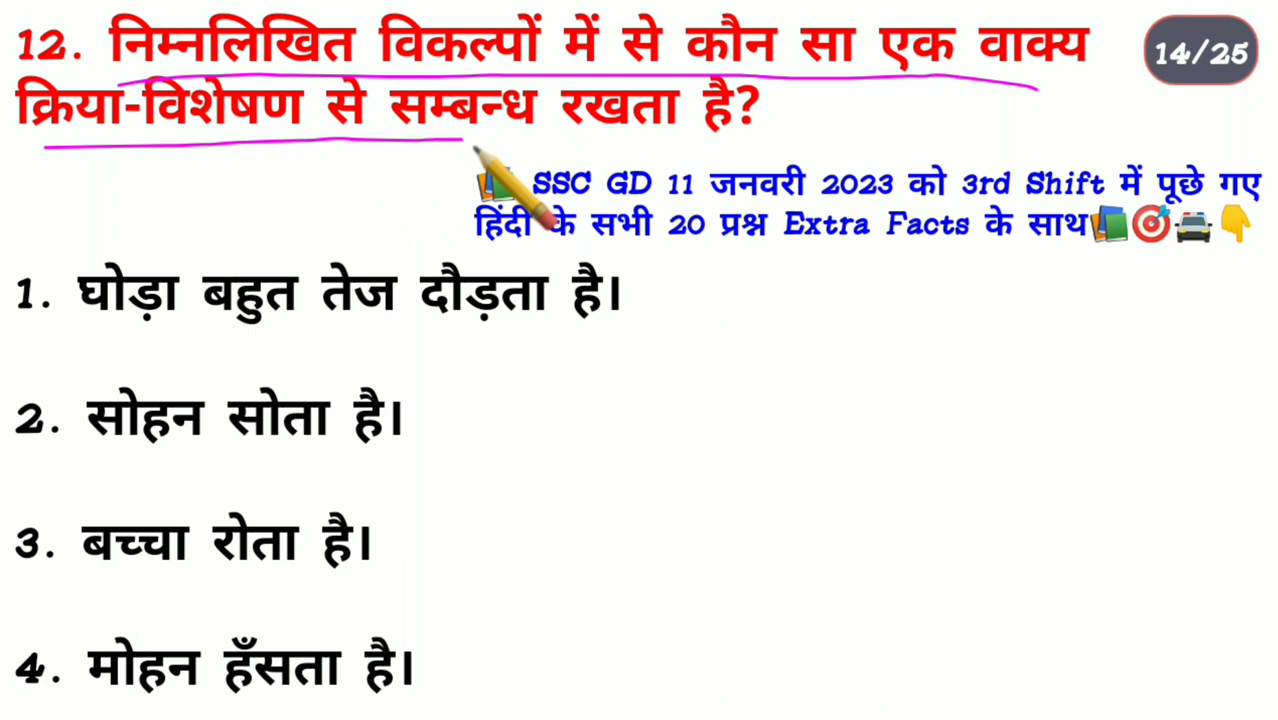 12. निम्नलिखित विकल्पों में से कौन सा एक वाक्य
क्रिया-विशेषण से सम्बन्ध रखता है?
14/25
SSC GD 11 जनवरी 2023 को 3rd Shift में पूछे गए
हिंदी के सभी 20 प्रश्न Extra Facts के साथ
1. घोड़ा बहुत तेज दौड़ता है।
2. सोहन सोता है।
3. बच्चा रोता है।
4. मोहन हँसता है।